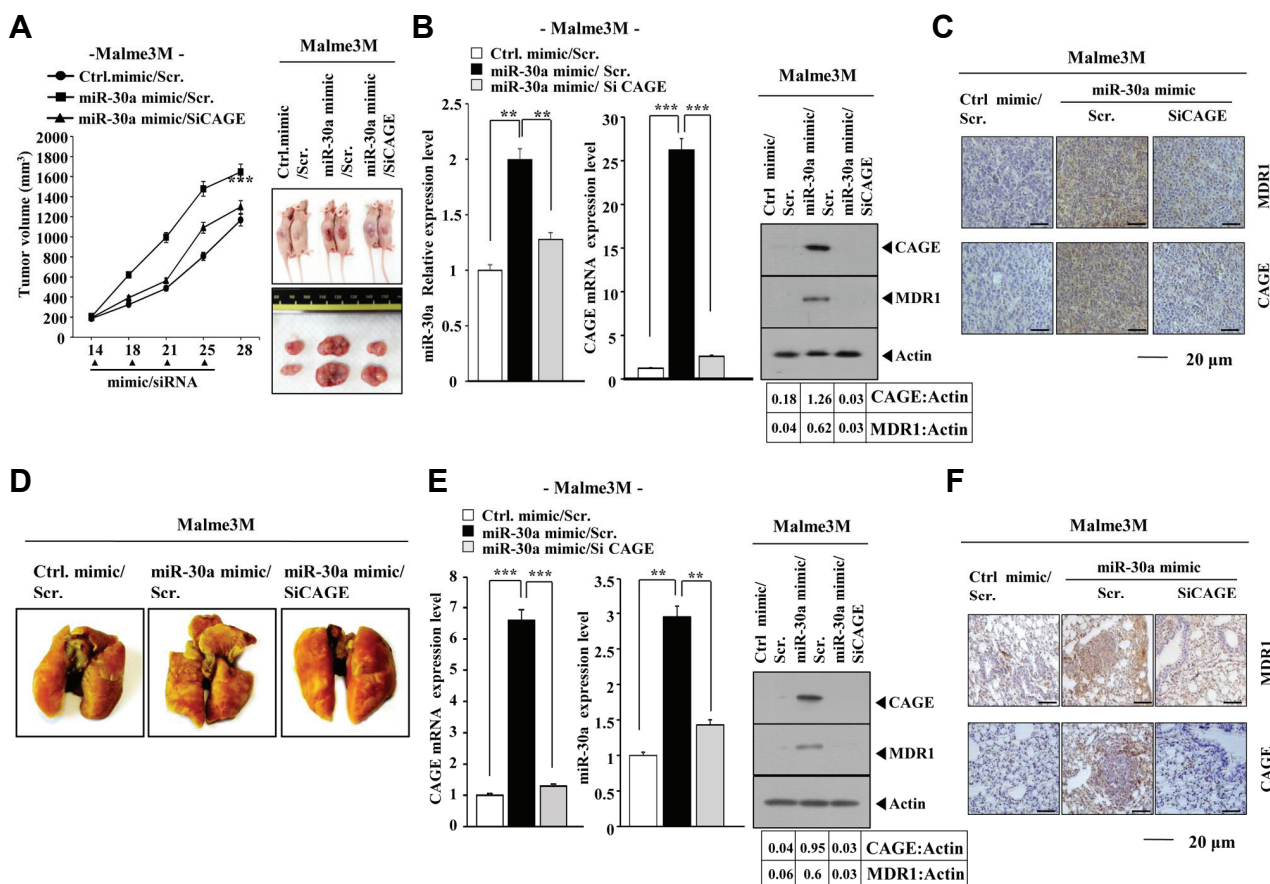 A
-Malme3M -
Ctrl.mimic/Scr.
miR-30a mimic/Scr.
miR-30a mimic/SiCAGE
Tumor volume (mm³)
2000
1800
1600
1400
1200
1000
800
600
400
200
0
***
14 18 21 25 28
mimic/siRNA
Malme3M
Ctrl.mimic
/Scr.
miR-30a mimic
/Scr.
miR-30a mimic
/SiCAGE
B
- Malme3M -
Ctrl. mimic/Scr.
miR-30a mimic/ Scr.
miR-30a mimic/ Si CAGE
miR-30a Relative expression level
2.5
2
1.5
1
0.5
0
** **
CAGE mRNA expression level
30
25
20
15
10
5
0
*** ***
Malme3M
Ctrl mimic/
Scr.
miR-30a mimic/
Scr.
miR-30a mimic/
SiCAGE
CAGE
MDR1
Actin
0.18 1.26 0.03 CAGE:Actin
0.04 0.62 0.03 MDR1:Actin
C
Malme3M
Ctrl mimic/
Scr.
miR-30a mimic
Scr. SiCAGE
MDR1
CAGE
20 µm
D
Malme3M
Ctrl. mimic/
Scr.
miR-30a mimic/
Scr.
miR-30a mimic/
SiCAGE
E
- Malme3M -
Ctrl. mimic/Scr.
miR-30a mimic/Scr.
miR-30a mimic/Si CAGE
CAGE mRNA expression level
8
7
6
5
4
3
2
1
0
*** ***
miR-30a expression level
3.5
3
2.5
2
1.5
1
0.5
0
** **
Malme3M
Ctrl mimic/
Scr.
miR-30a mimic/
Scr.
miR-30a mimic/
SiCAGE
CAGE
MDR1
Actin
0.04 0.95 0.03 CAGE:Actin
0.06 0.6 0.03 MDR1:Actin
F
Malme3M
Ctrl mimic/
Scr.
miR-30a mimic
Scr. SiCAGE
MDR1
CAGE
20 µm